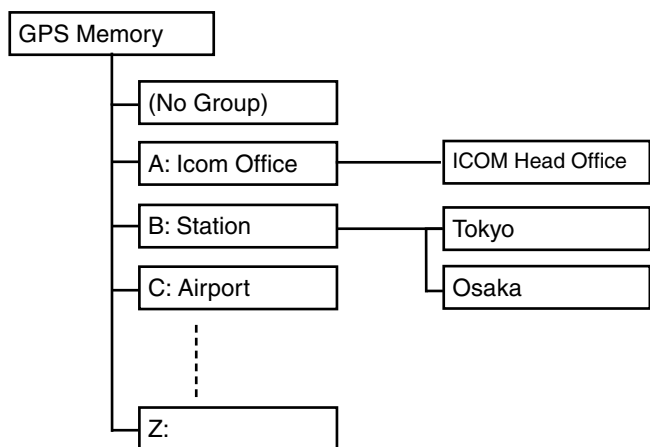 GPS Memory
(No Group)
A: Icom Office
ICOM Head Office
B: Station
Tokyo
C: Airport
Osaka
Z: